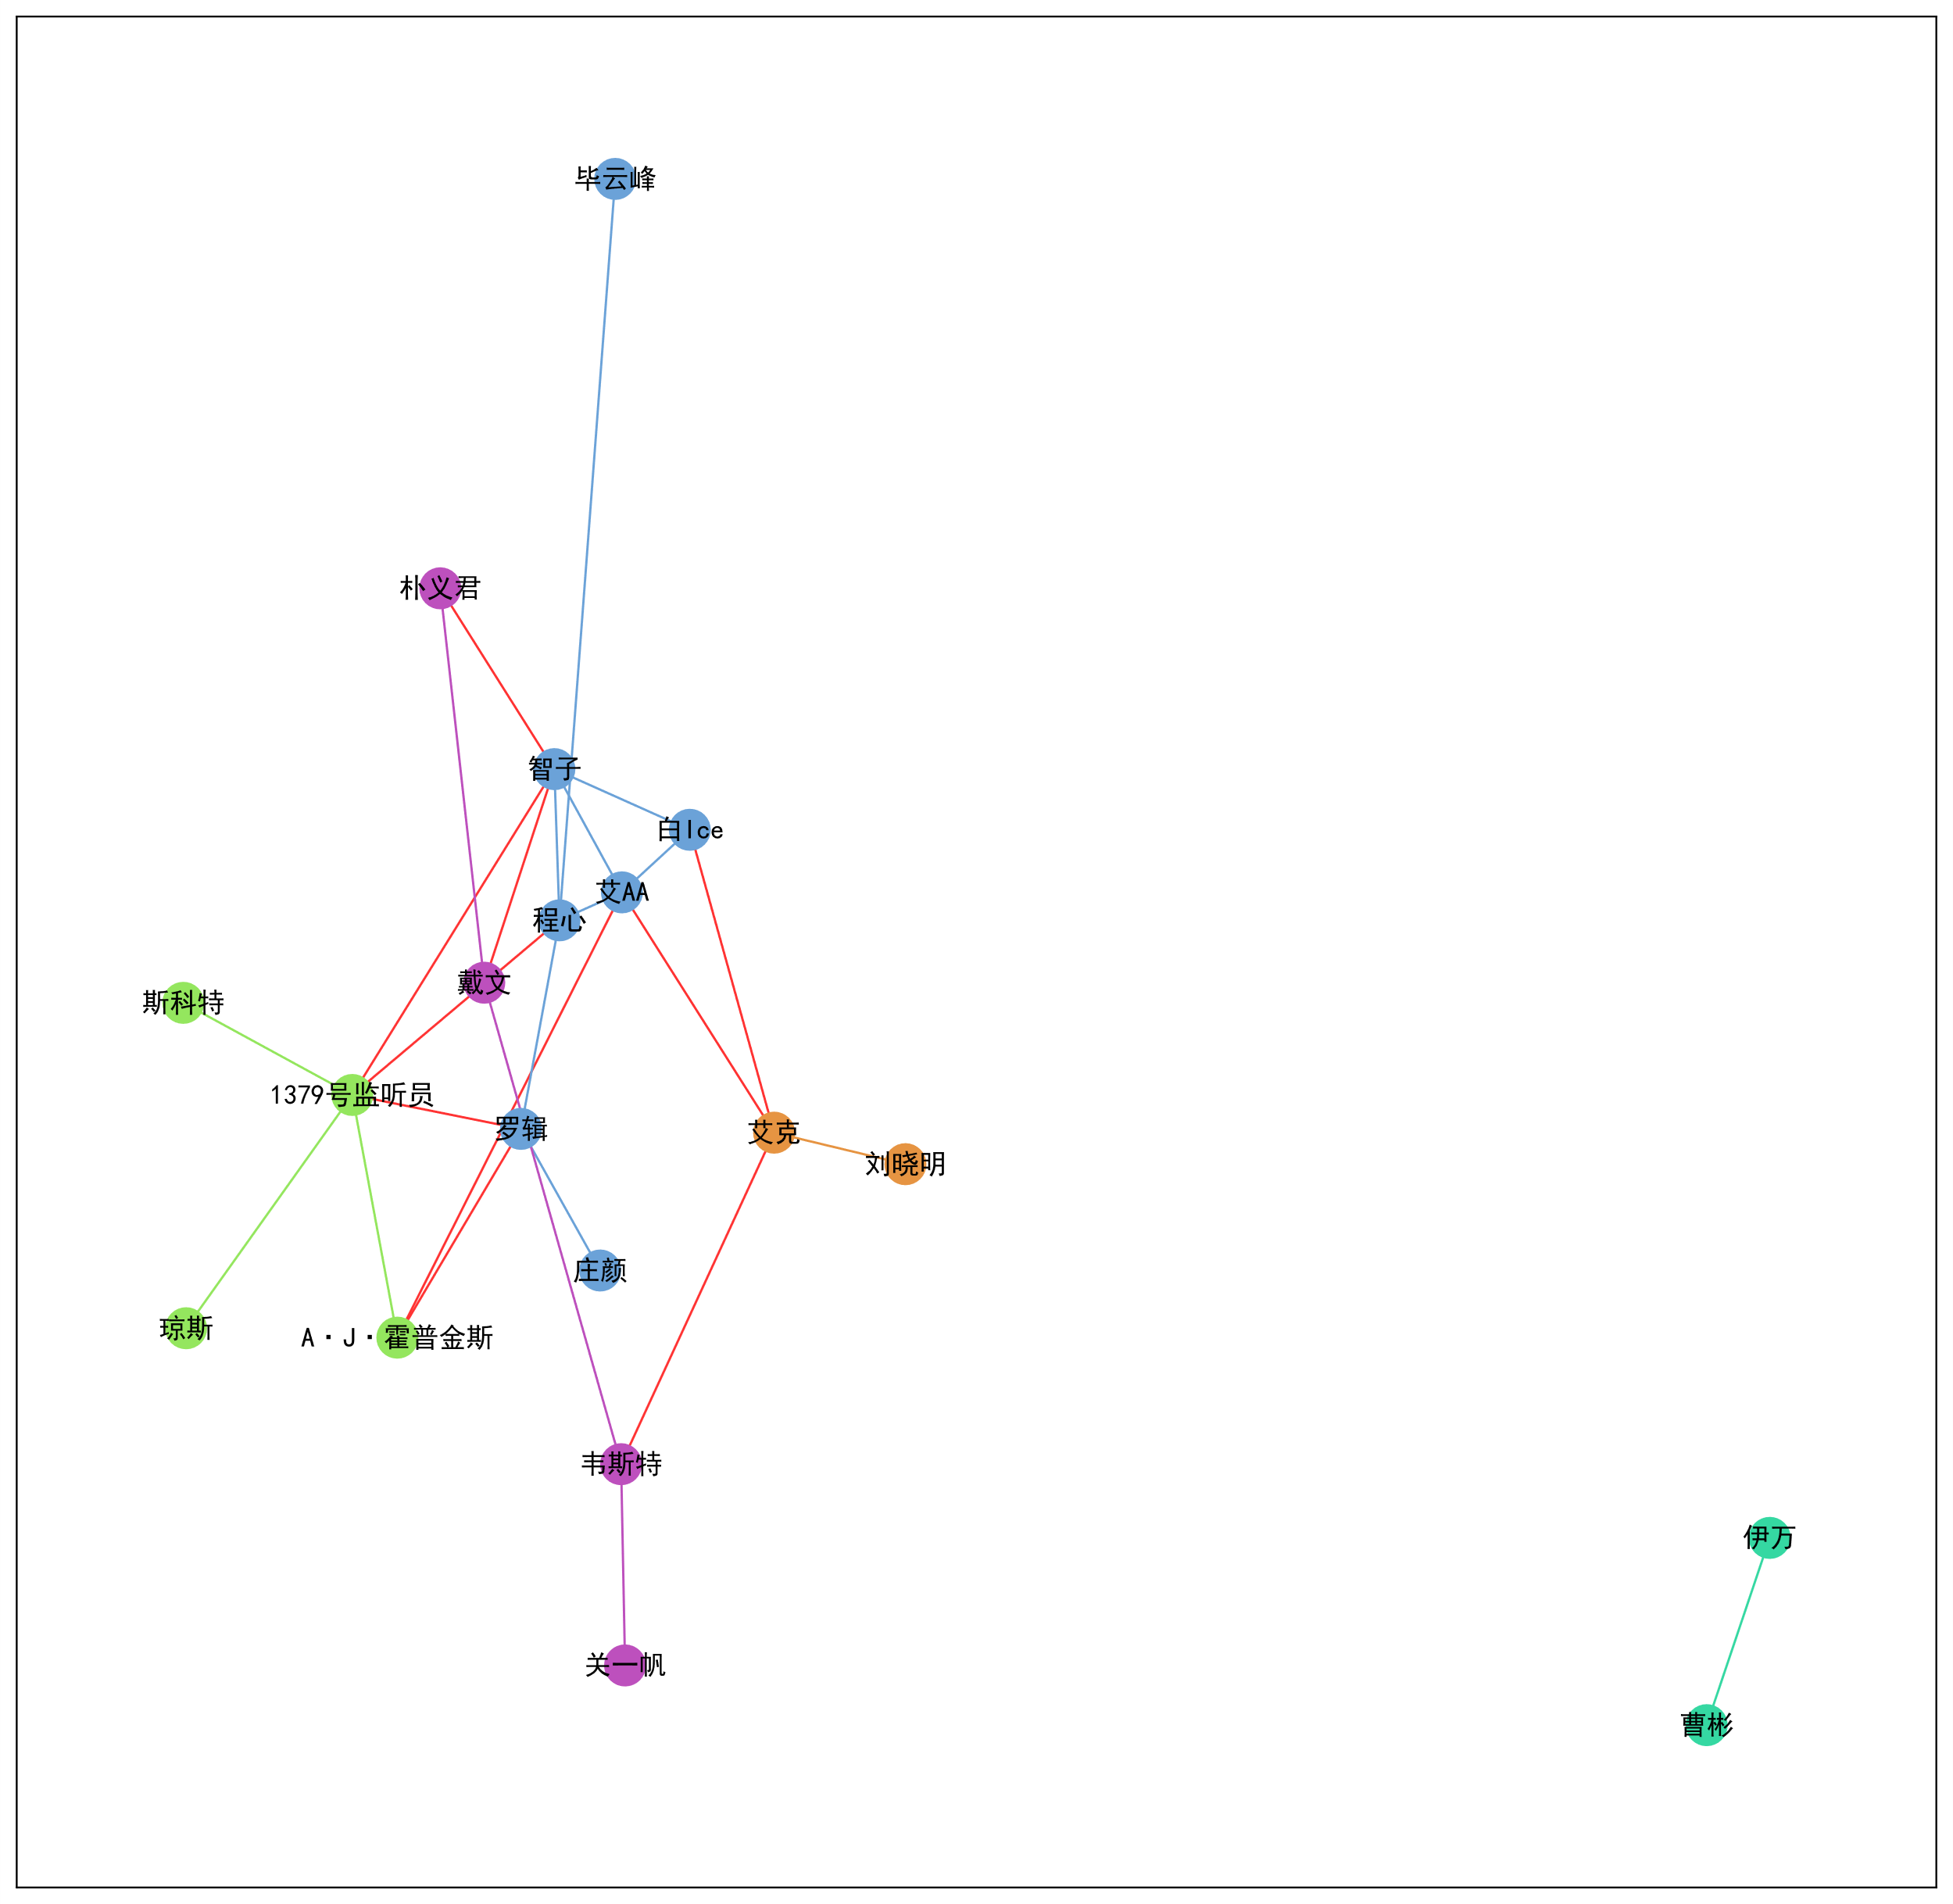 毕云峰
朴义君
智子
白Ice
艾AA
程心
戴文
斯科特
1379号监听员
罗辑
艾克
刘晓明
庄颜
琼斯
A·J·霍普金斯
韦斯特
伊万
关一帆
曹彬